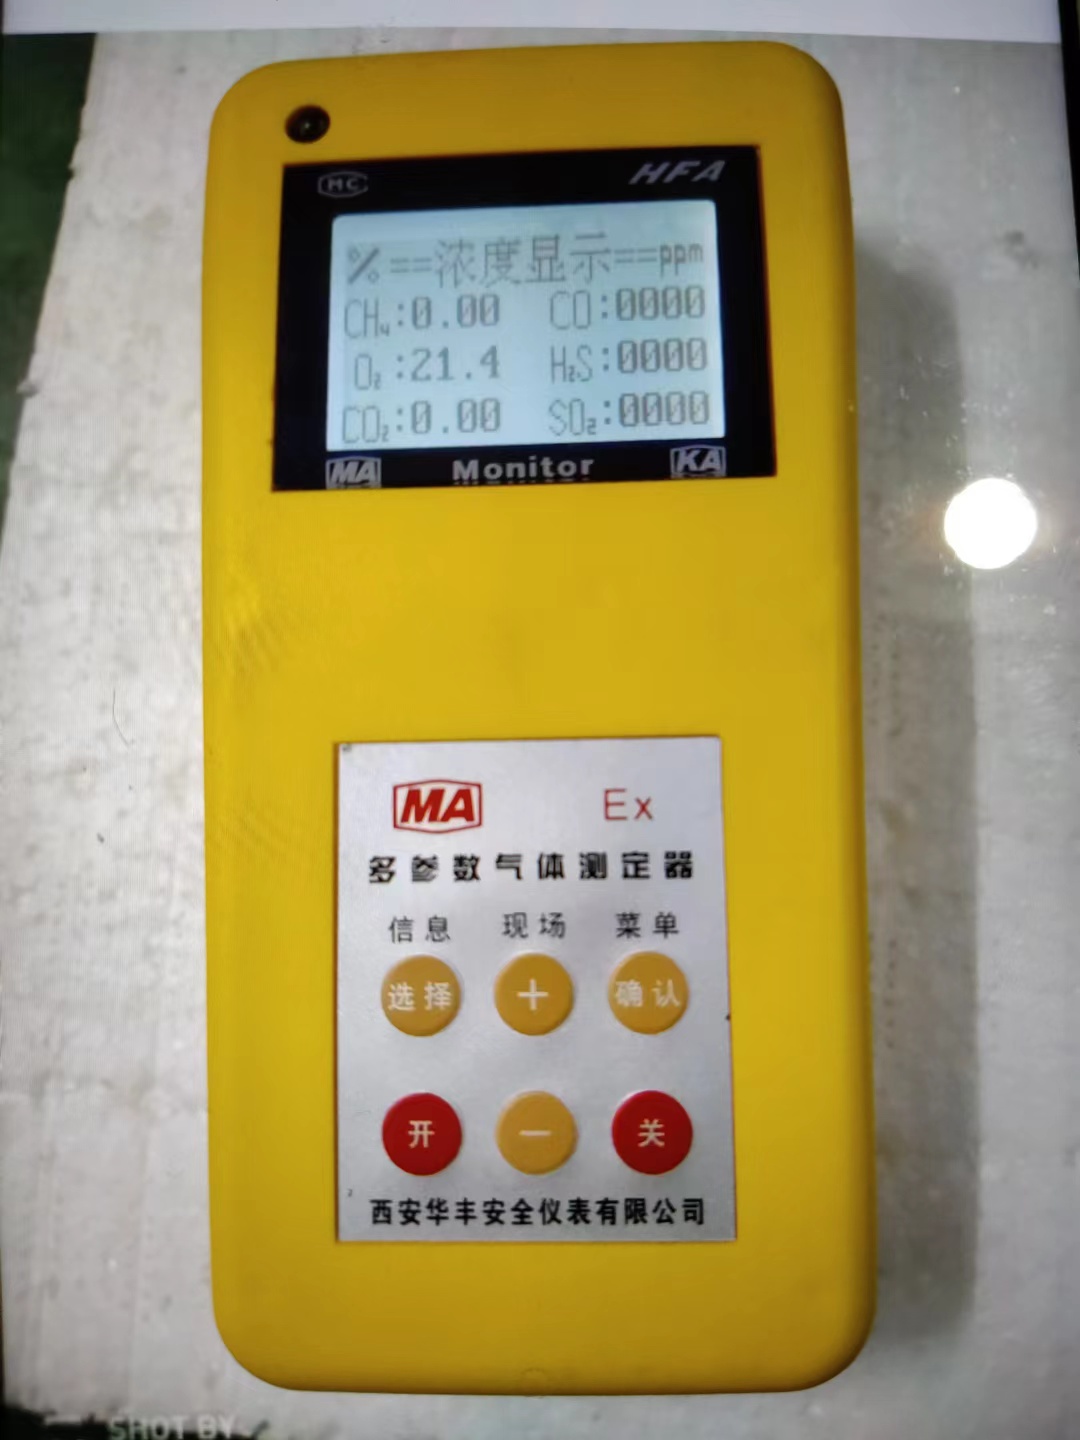 MC HFA
% ==浓度显示==ppm
CH₄:0.00 CO:0000
O₂:21.4 H₂S:0000
CO₂:0.00 SO₂:0000
MA Monitor KA
MA Ex
多参数气体测定器
信息 现场 菜单
选择 + 确认
开 - 关
西安华丰安全仪表有限公司
SHOT BY